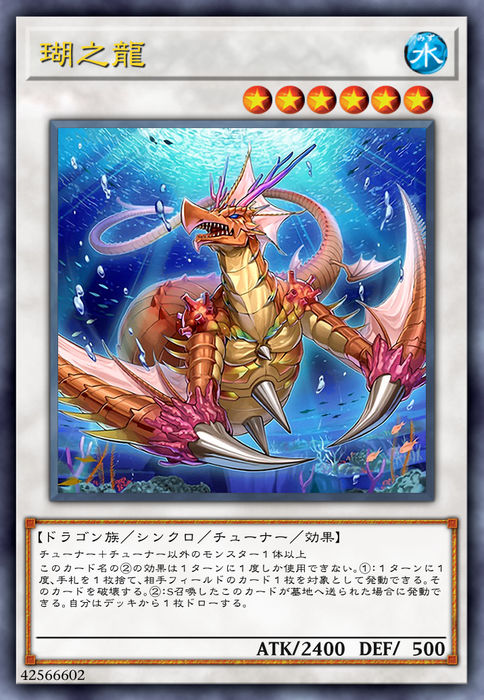 瑚之龍
みず
水
【ドラゴン族／シンクロ／チューナー／効果】
チューナー＋チューナー以外のモンスター１体以上
このカード名の②の効果は１ターンに１度しか使用できない。①：１ターンに１
度、手札を１枚捨て、相手フィールドのカード１枚を対象として発動できる。そ
のカードを破壊する。②：S召喚したこのカードが墓地へ送られた場合に発動で
きる。自分はデッキから１枚ドローする。
ATK/2400 DEF/ 500
42566602